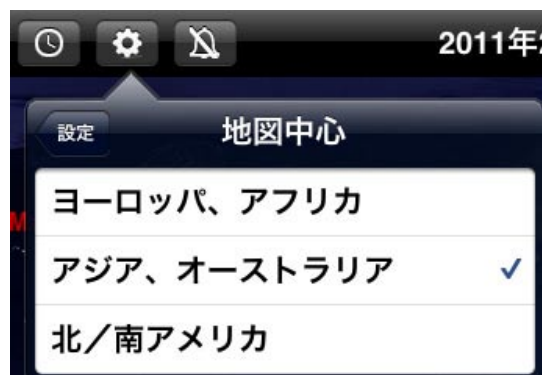 2011年
設定
地図中心
M
ヨーロッパ、アフリカ
アジア、オーストラリア
北／南アメリカ